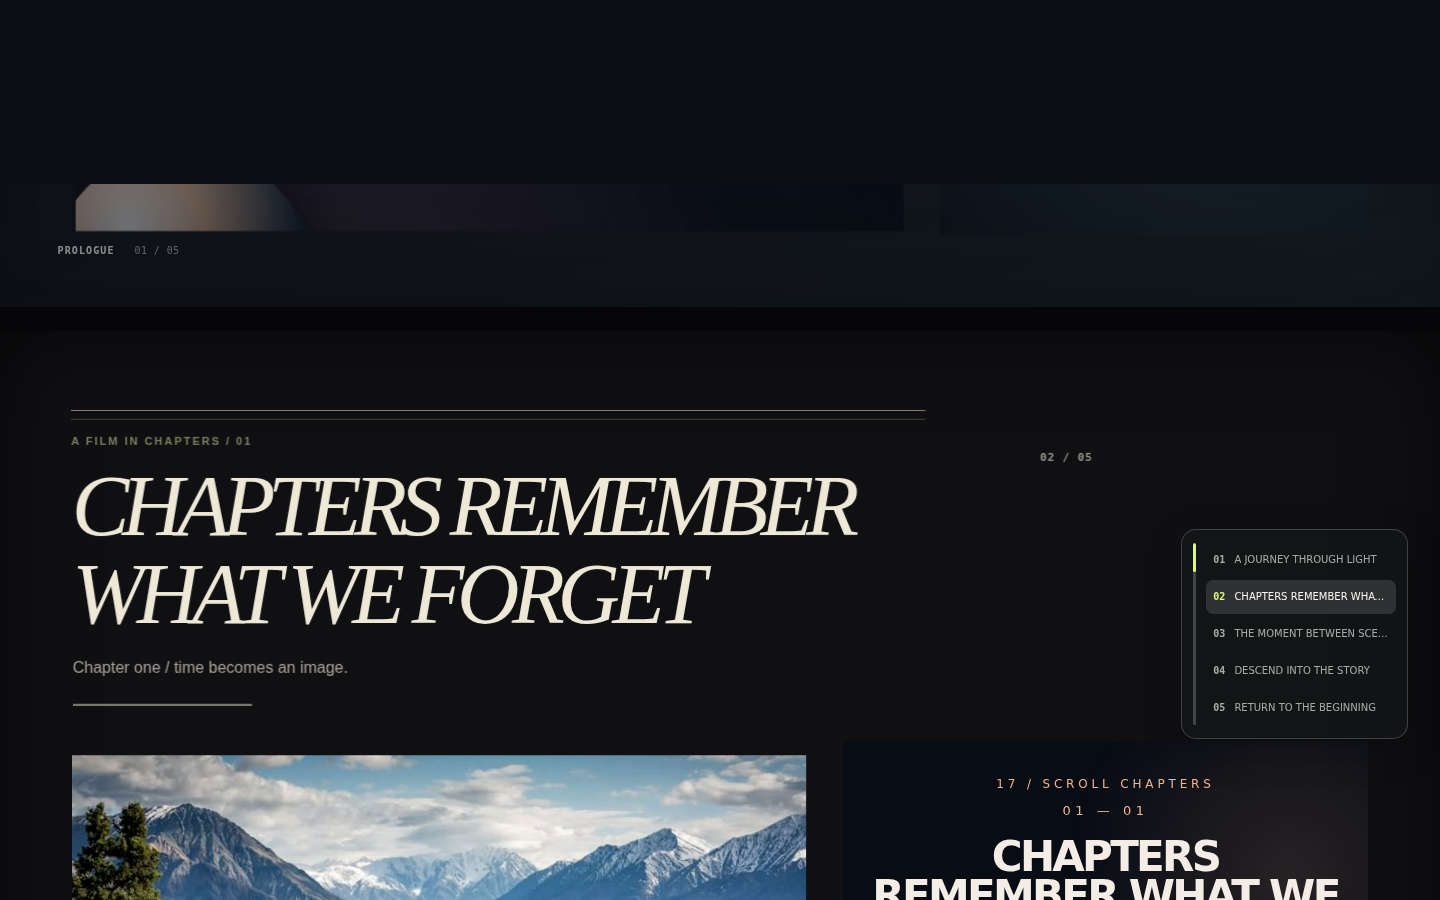 PROLOGUE 01 / 05
A FILM IN CHAPTERS / 01
02 / 05
CHAPTERS REMEMBER
WHAT WE FORGET
Chapter one / time becomes an image.
01 A JOURNEY THROUGH LIGHT
02 CHAPTERS REMEMBER WHA...
03 THE MOMENT BETWEEN SCE...
04 DESCEND INTO THE STORY
05 RETURN TO THE BEGINNING
17 / SCROLL CHAPTERS
01 — 01
CHAPTERS
REMEMBER WHAT WE